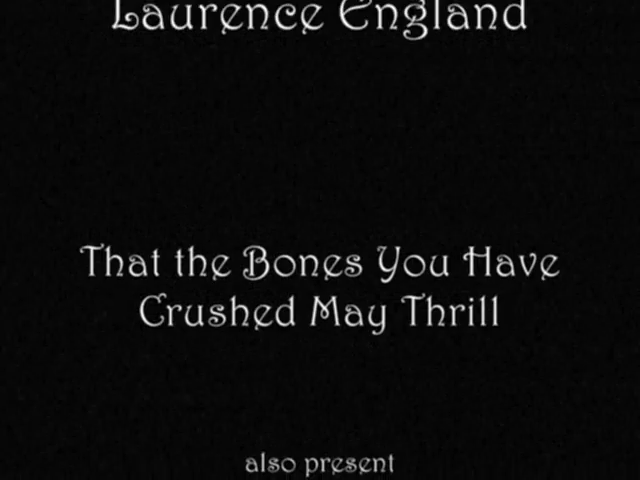 Laurence England
That the Bones You Have
Crushed May Thrill
also present